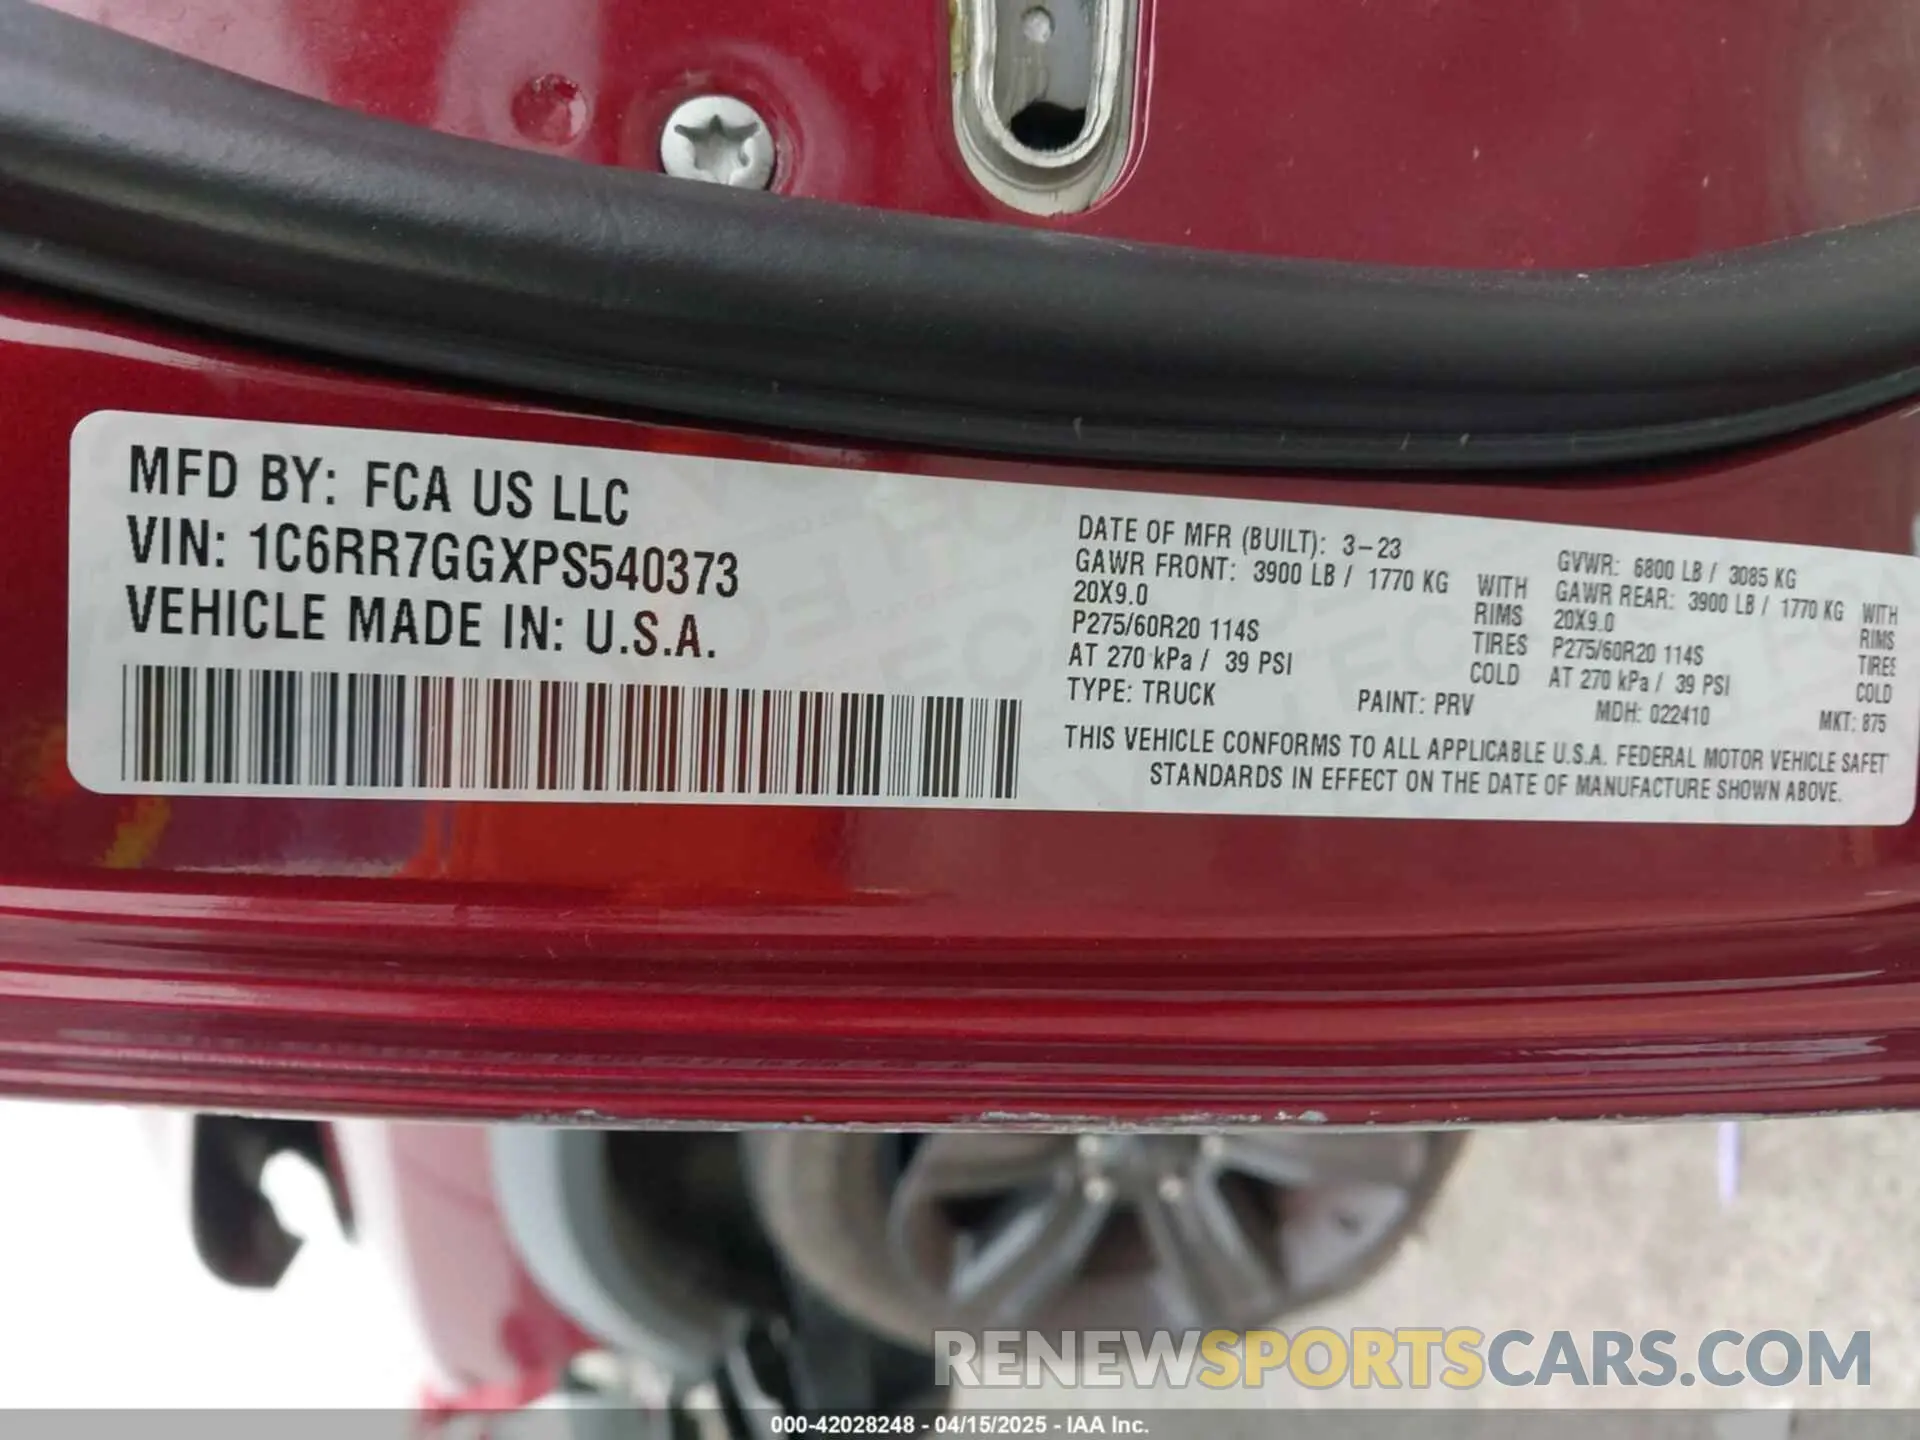 MFD BY: FCA US LLC
VIN: 1C6RR7GGXPS540373
VEHICLE MADE IN: U.S.A.
DATE OF MFR (BUILT): 3-23
GVWR: 6800 LB / 3085 KG
GAWR FRONT: 3900 LB / 1770 KG WITH
20X9.0 RIMS
P275/60R20 114S TIRES
AT 270 kPa / 39 PSI COLD
GAWR REAR: 3900 LB / 1770 KG WITH
20X9.0 RIMS
P275/60R20 114S TIRES
AT 270 kPa / 39 PSI COLD
TYPE: TRUCK PAINT: PRV MDH: 022410 MKT: 875
THIS VEHICLE CONFORMS TO ALL APPLICABLE U.S.A. FEDERAL MOTOR VEHICLE SAFET
STANDARDS IN EFFECT ON THE DATE OF MANUFACTURE SHOWN ABOVE.
RENEWSPORTSCARS.COM
000-42028248 - 04/15/2025 - IAA Inc.